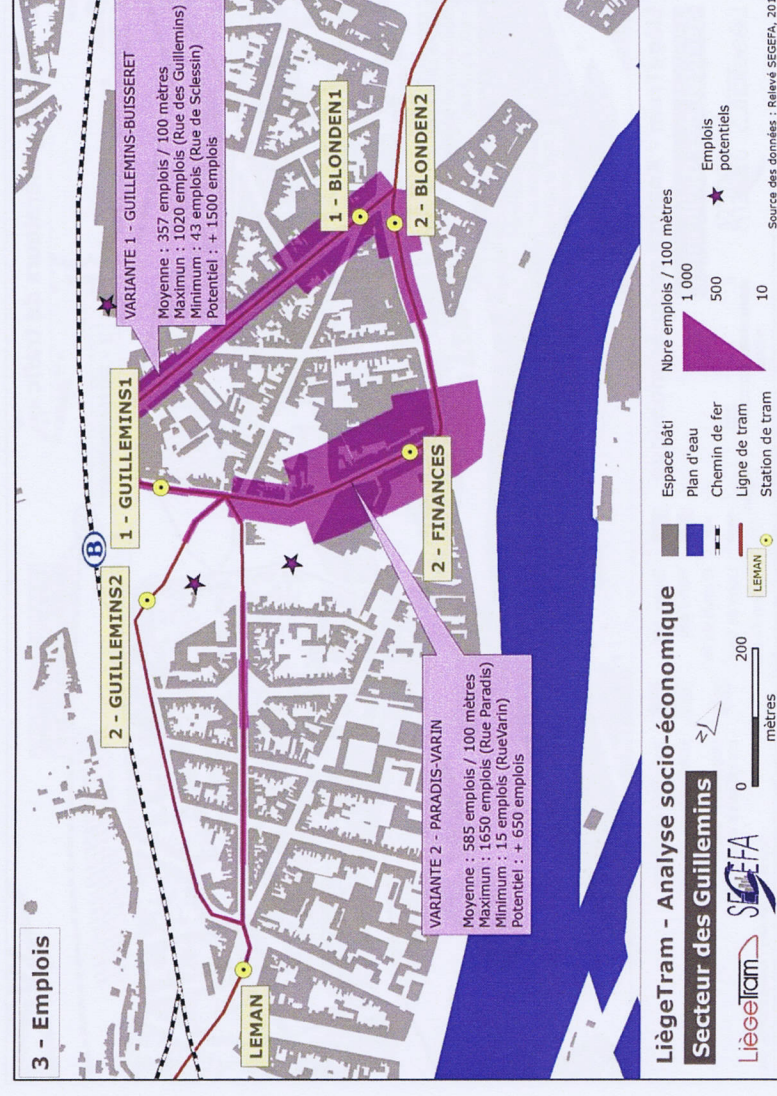 3 - Emplois
VARIANTE 1 - GUILLEMINS-BUISSERET
Moyenne : 357 emplois / 100 mètres
Maximun : 1020 emplois (Rue des Guillemins)
Minimum : 43 emplois (Rue de Sclessin)
Potentiel : + 1500 emplois
B
2 - GUILLEMINS2
1 - GUILLEMINS1
1 - BLONDEN1
2 - BLONDEN2
LEMAN
2 - FINANCES
VARIANTE 2 - PARADIS-VARIN
Moyenne : 585 emplois / 100 mètres
Maximun : 1650 emplois (Rue Paradis)
Minimum : 15 emplois (RueVarin)
Potentiel : + 650 emplois
LiègeTram - Analyse socio-économique
Secteur des Guillemins
N
LiègeTram
SEGEFA
0
200
mètres
Espace bâti
Plan d'eau
Chemin de fer
Ligne de tram
LEMAN
Station de tram
Nbre emplois / 100 mètres
1 000
500
10
Emplois
potentiels
Source des données : Relevé SEGEFA,